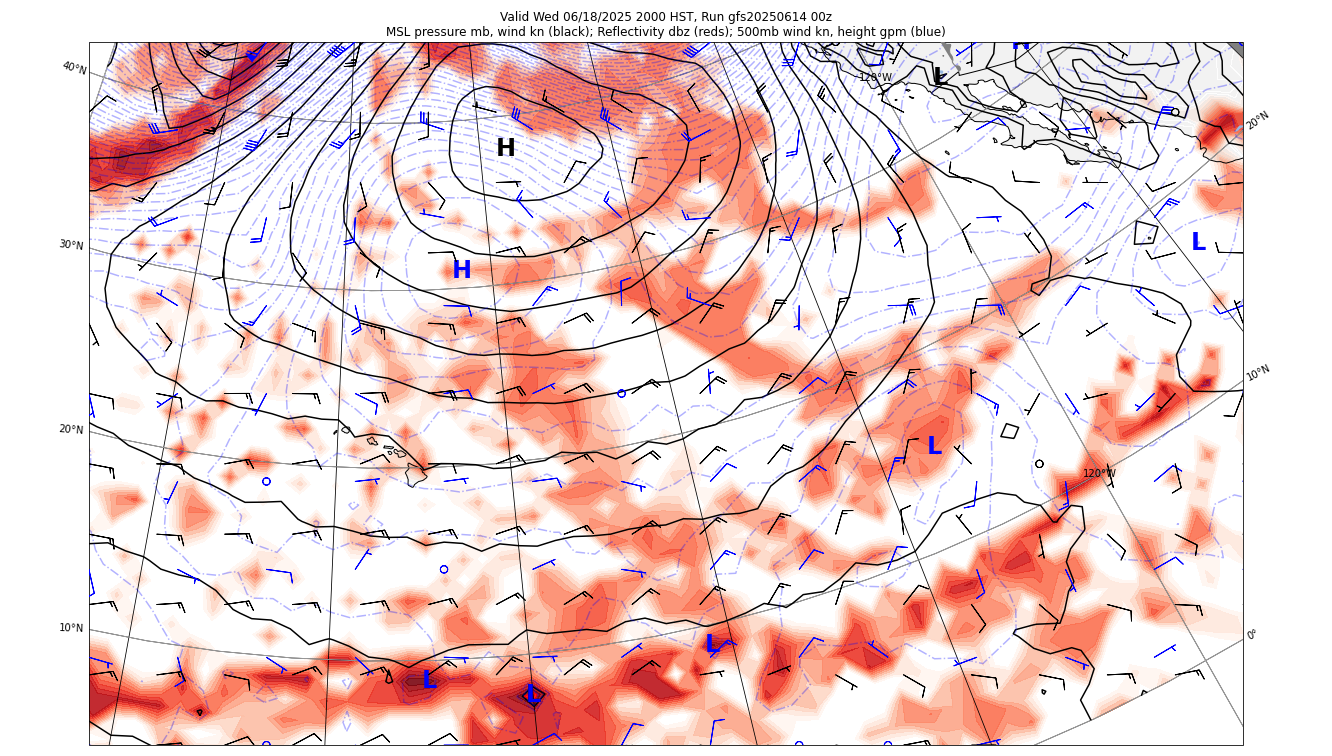 Valid Wed 06/18/2025 2000 HST, Run gfs20250614 00z
MSL pressure mb, wind kn (black); Reflectivity dbz (reds); 500mb wind kn, height gpm (blue)
H
40°N
120°W
L
20°N
H
30°N
H
L
10°N
20°N
L
120°W
10°N
L
0°
L
L